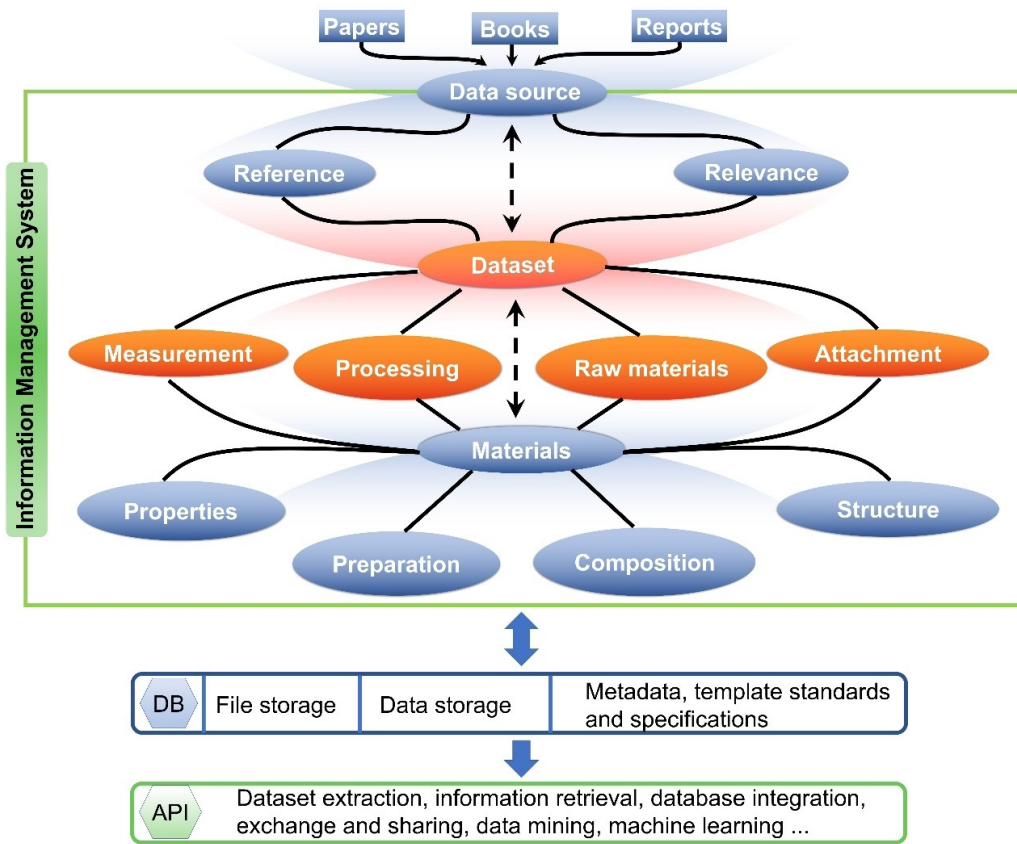 Papers
Books
Reports
Data source
Reference
Relevance
Information Management System
Dataset
Measurement
Processing
Raw materials
Attachment
Materials
Properties
Preparation
Composition
Structure
DB
File storage
Data storage
Metadata, template standards
and specifications
API
Dataset extraction, information retrieval, database integration,
exchange and sharing, data mining, machine learning ...